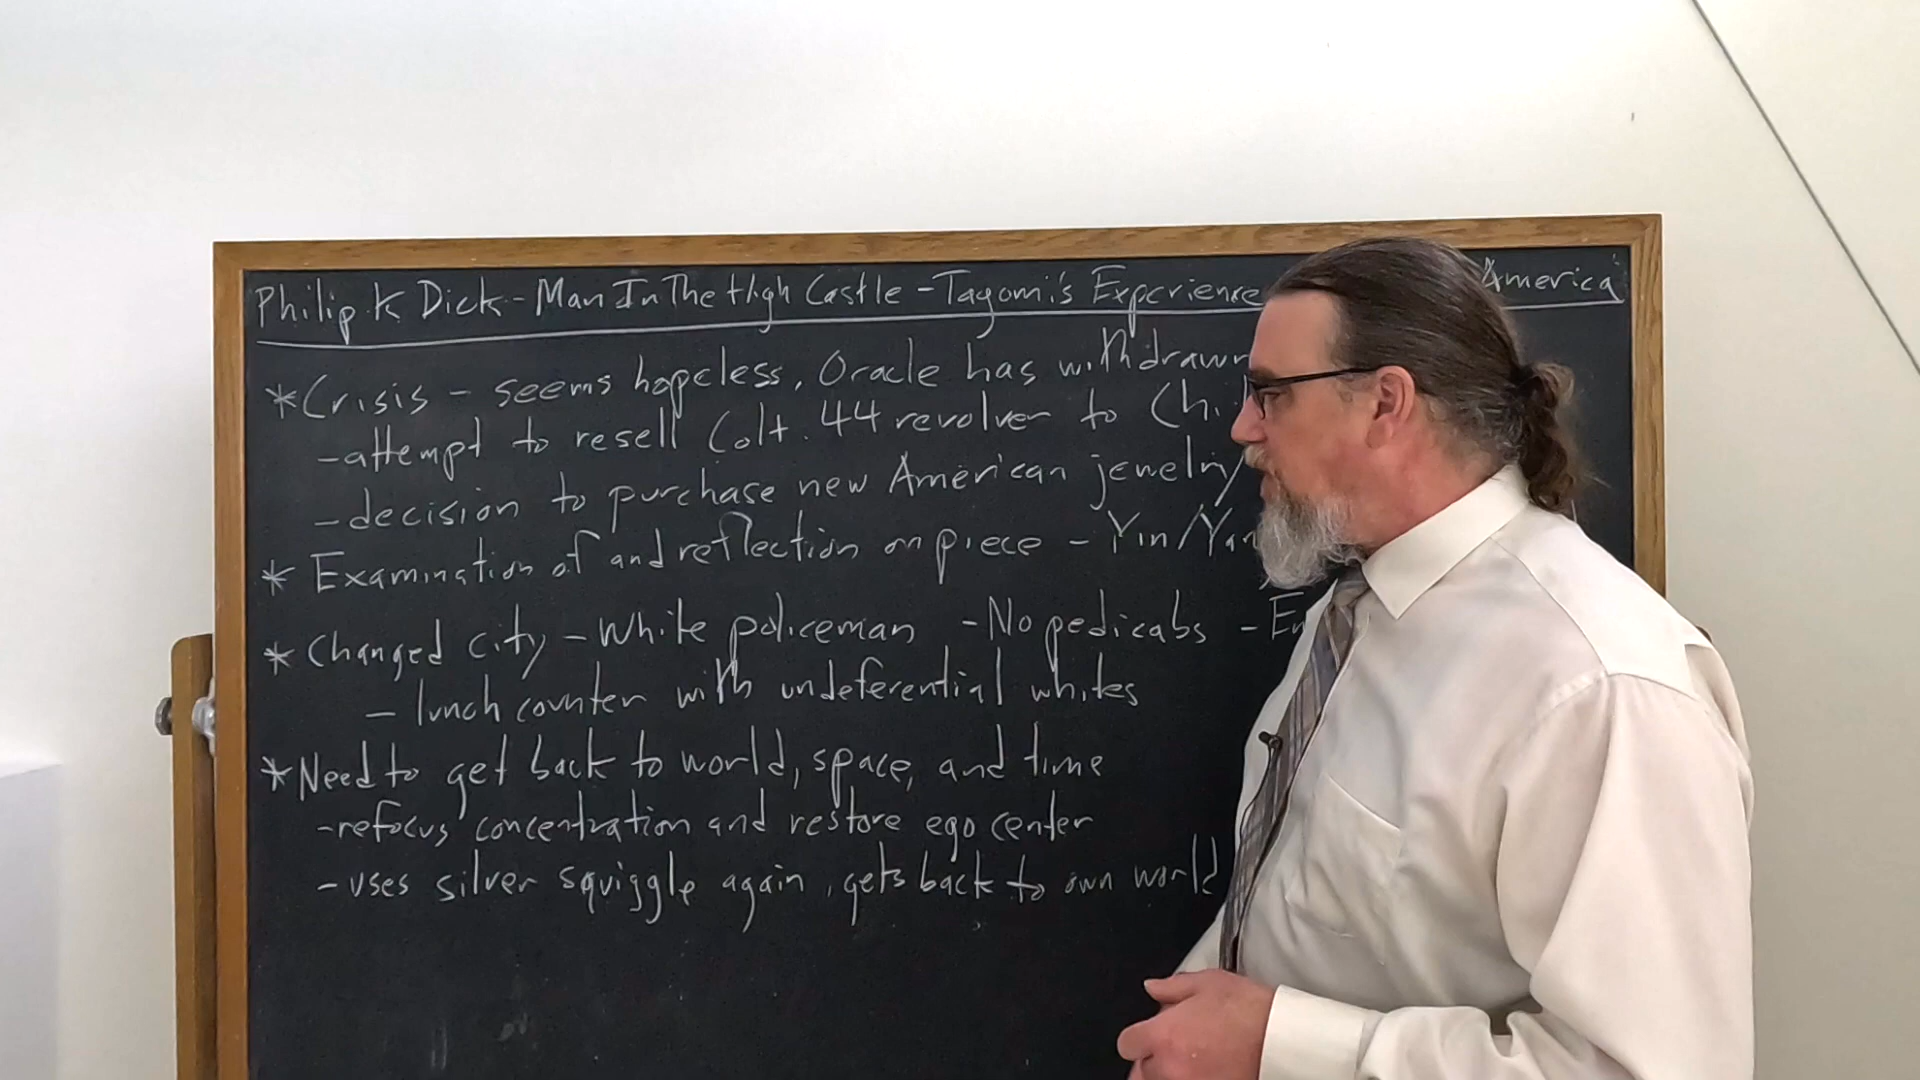 Philip K Dick - Man In The High Castle - Tagomi's Experience America
* Crisis - seems hopeless, Oracle has withdrawn
- attempt to resell Colt .44 revolver to
- decision to purchase new American jewelry
* Examination of and reflection on piece - Yin/Yan
* Changed city - White policeman - No pedicabs -
- lunch counter with undeferential whites
* Need to get back to world, space, and time
- refocus concentration and restore ego center
- uses silver squiggle again, gets back to own world